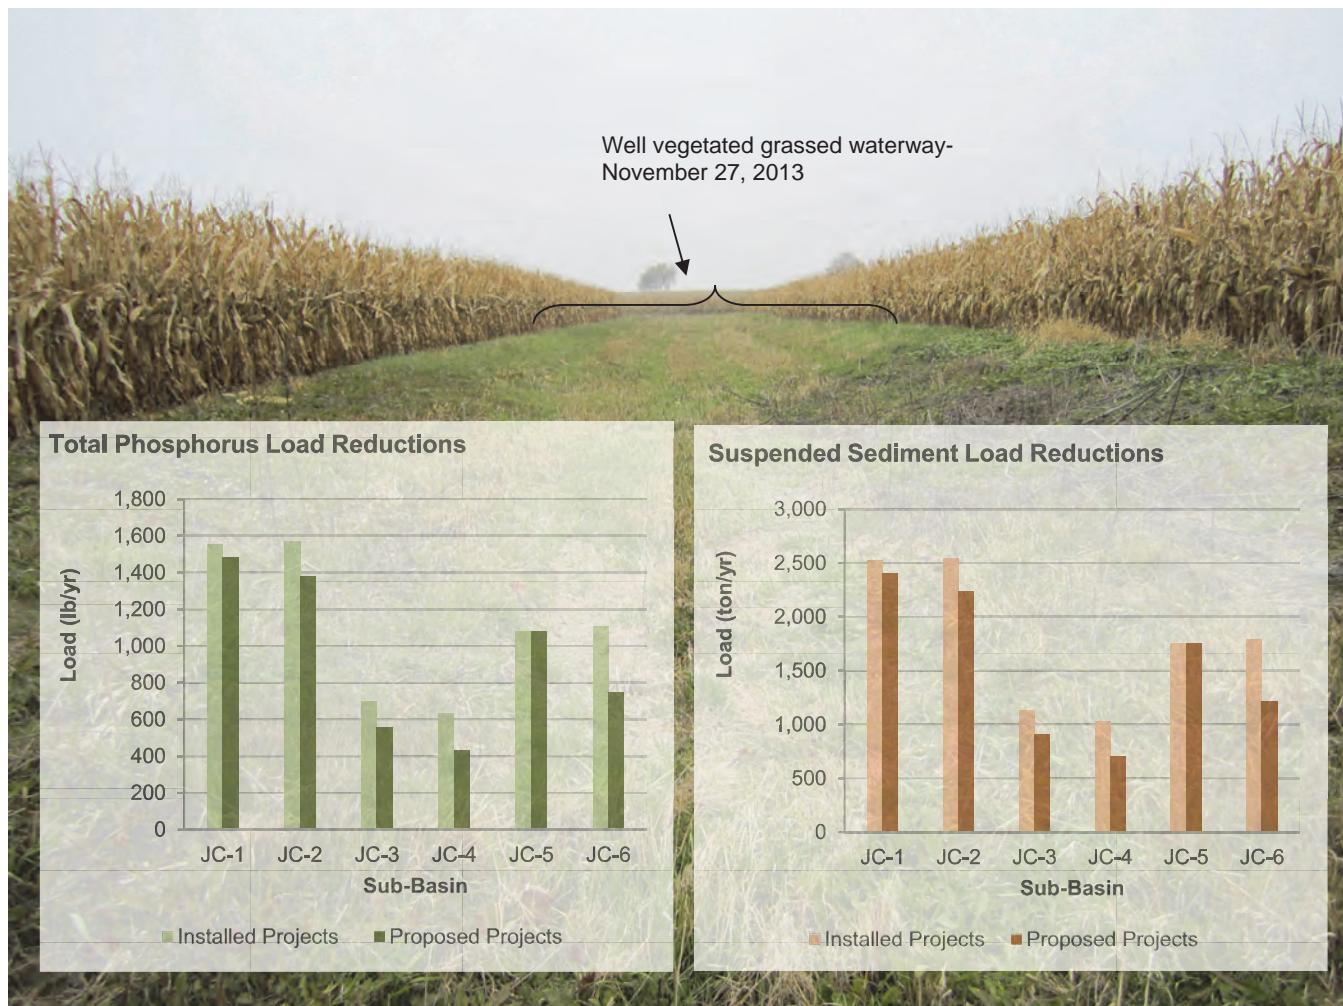 Well vegetated grassed waterway-
November 27, 2013
Total Phosphorus Load Reductions
1,800
1,600
1,400
1,200
1,000
800
600
400
200
0
Load (lb/yr)
JC-1 JC-2 JC-3 JC-4 JC-5 JC-6
Sub-Basin
Installed Projects Proposed Projects
Suspended Sediment Load Reductions
3,000
2,500
2,000
1,500
1,000
500
0
Load (ton/yr)
JC-1 JC-2 JC-3 JC-4 JC-5 JC-6
Sub-Basin
Installed Projects Proposed Projects